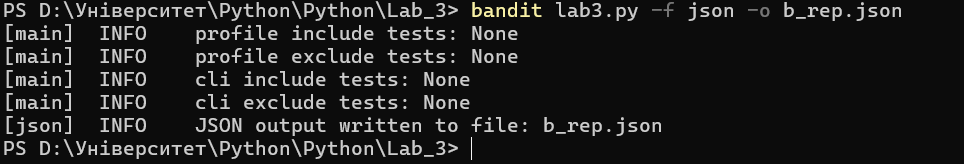 PS D:\Університет\Python\Python\Lab_3> bandit lab3.py -f json -o b_rep.json
[main]  INFO    profile include tests: None
[main]  INFO    profile exclude tests: None
[main]  INFO    cli include tests: None
[main]  INFO    cli exclude tests: None
[json]  INFO    JSON output written to file: b_rep.json
PS D:\Університет\Python\Python\Lab_3>